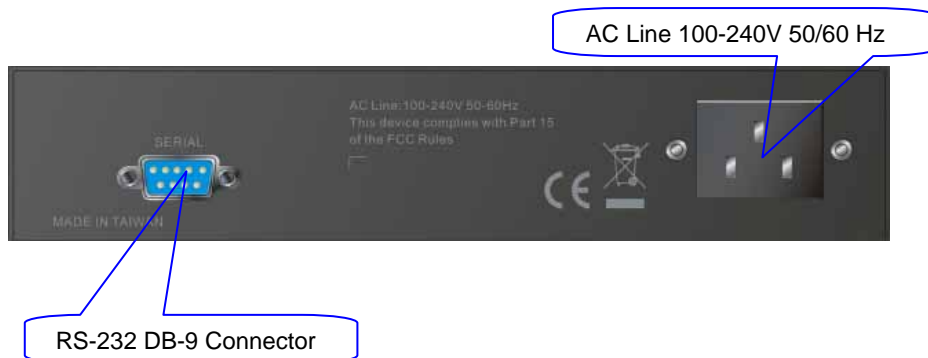 AC Line 100-240V 50/60 Hz
AC Line:100-240V 50-60Hz
This device complies with Part 15
of the FCC Rules
SERIAL
CE
MADE IN TAIWAN
RS-232 DB-9 Connector